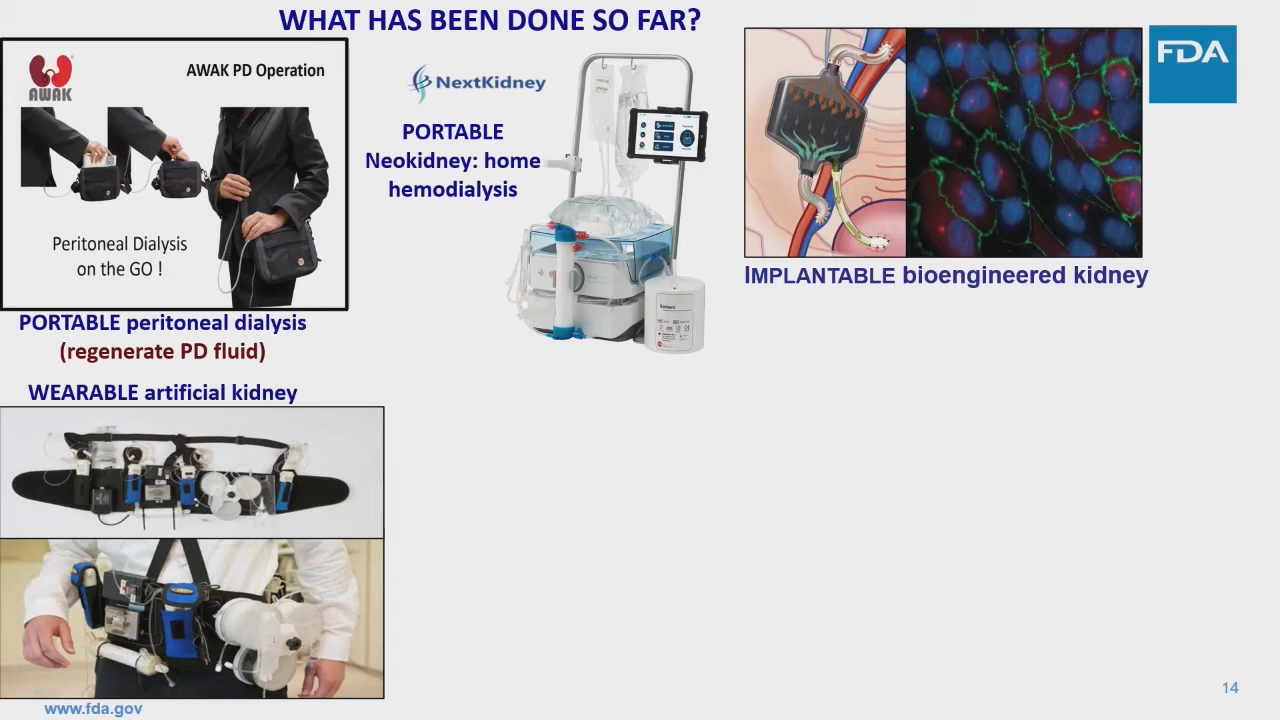 WHAT HAS BEEN DONE SO FAR?
AWAK
AWAK PD Operation
Peritoneal Dialysis
on the GO !
PORTABLE peritoneal dialysis
(regenerate PD fluid)
WEARABLE artificial kidney
NextKidney
PORTABLE
Neokidney: home
hemodialysis
IMPLANTABLE bioengineered kidney
FDA
www.fda.gov
14